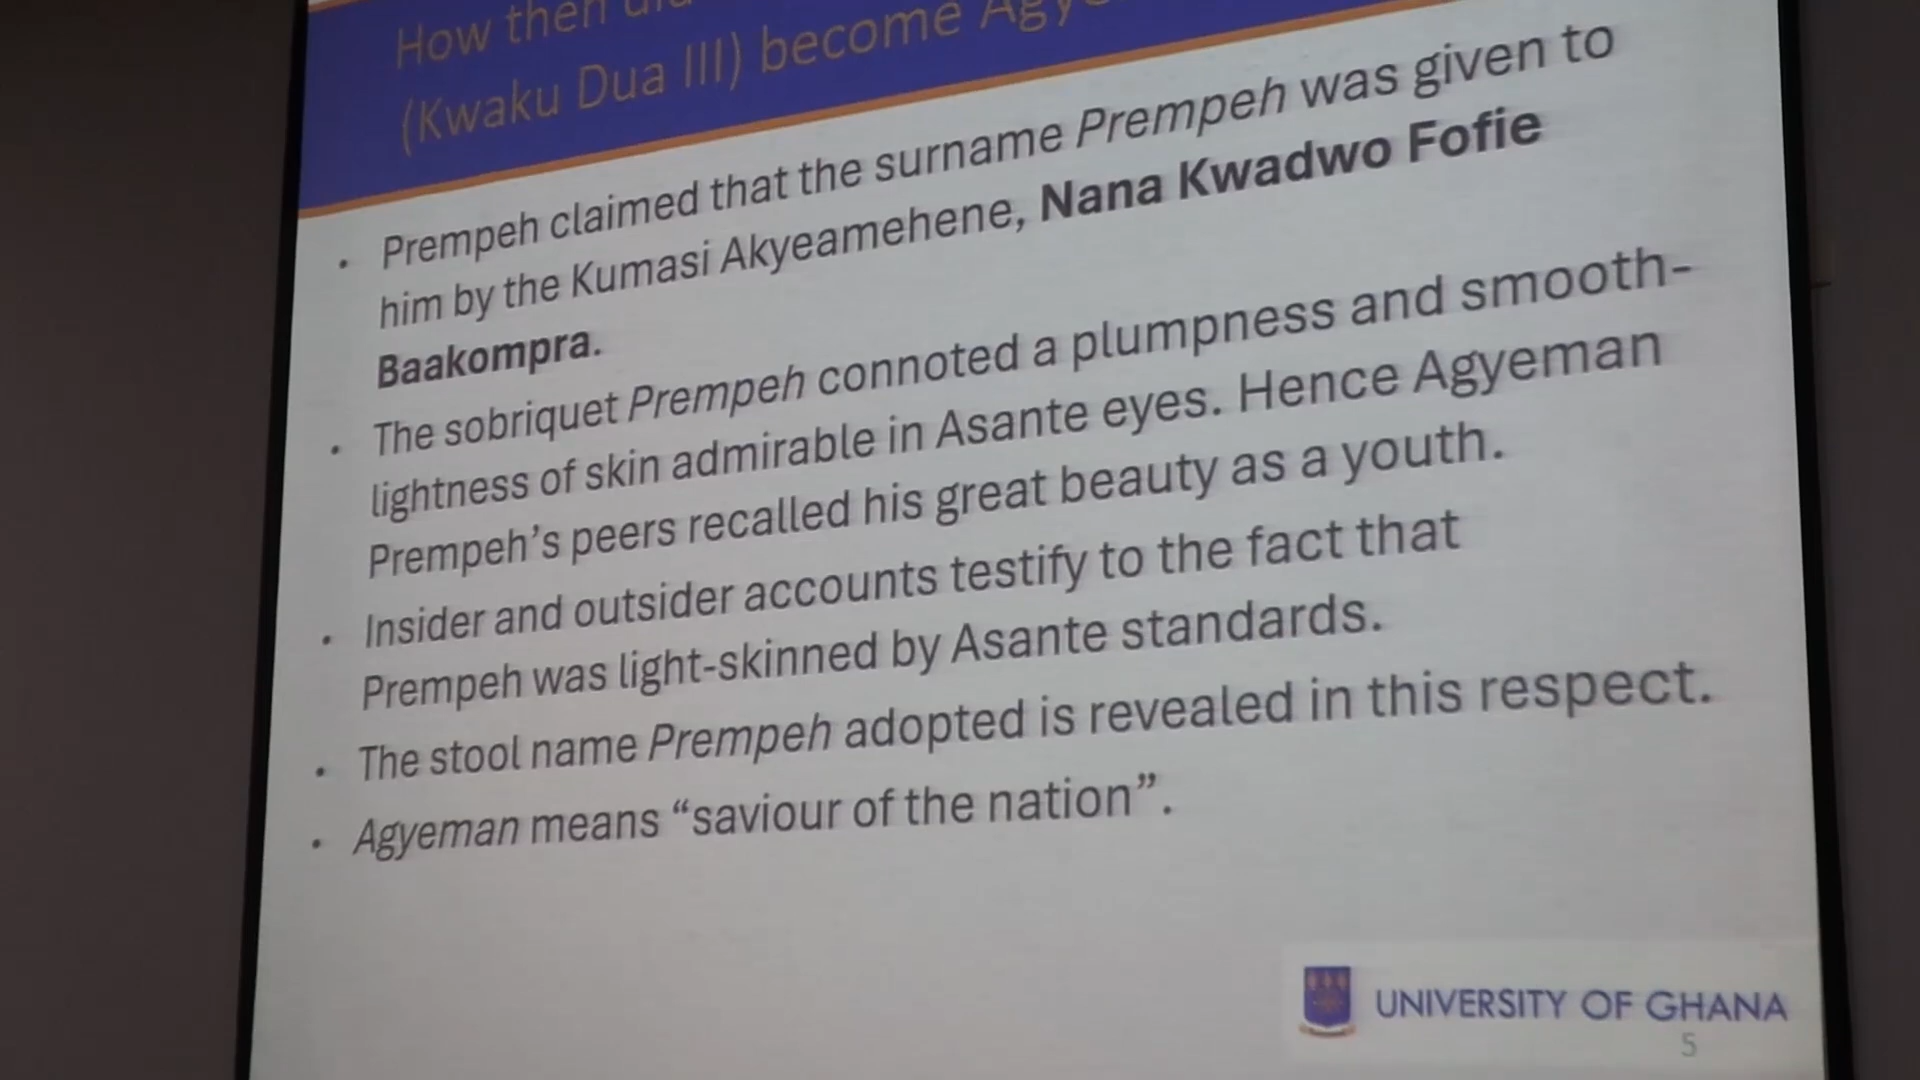 How then
(Kwaku Dua III) become
• Prempeh claimed that the surname Prempeh was given to
him by the Kumasi Akyeamehene, Nana Kwadwo Fofie
Baakompra.
• The sobriquet Prempeh connoted a plumpness and smooth-
lightness of skin admirable in Asante eyes. Hence Agyeman
Prempeh’s peers recalled his great beauty as a youth.
• Insider and outsider accounts testify to the fact that
Prempeh was light-skinned by Asante standards.
• The stool name Prempeh adopted is revealed in this respect.
• Agyeman means “saviour of the nation”.
UNIVERSITY OF GHANA
5